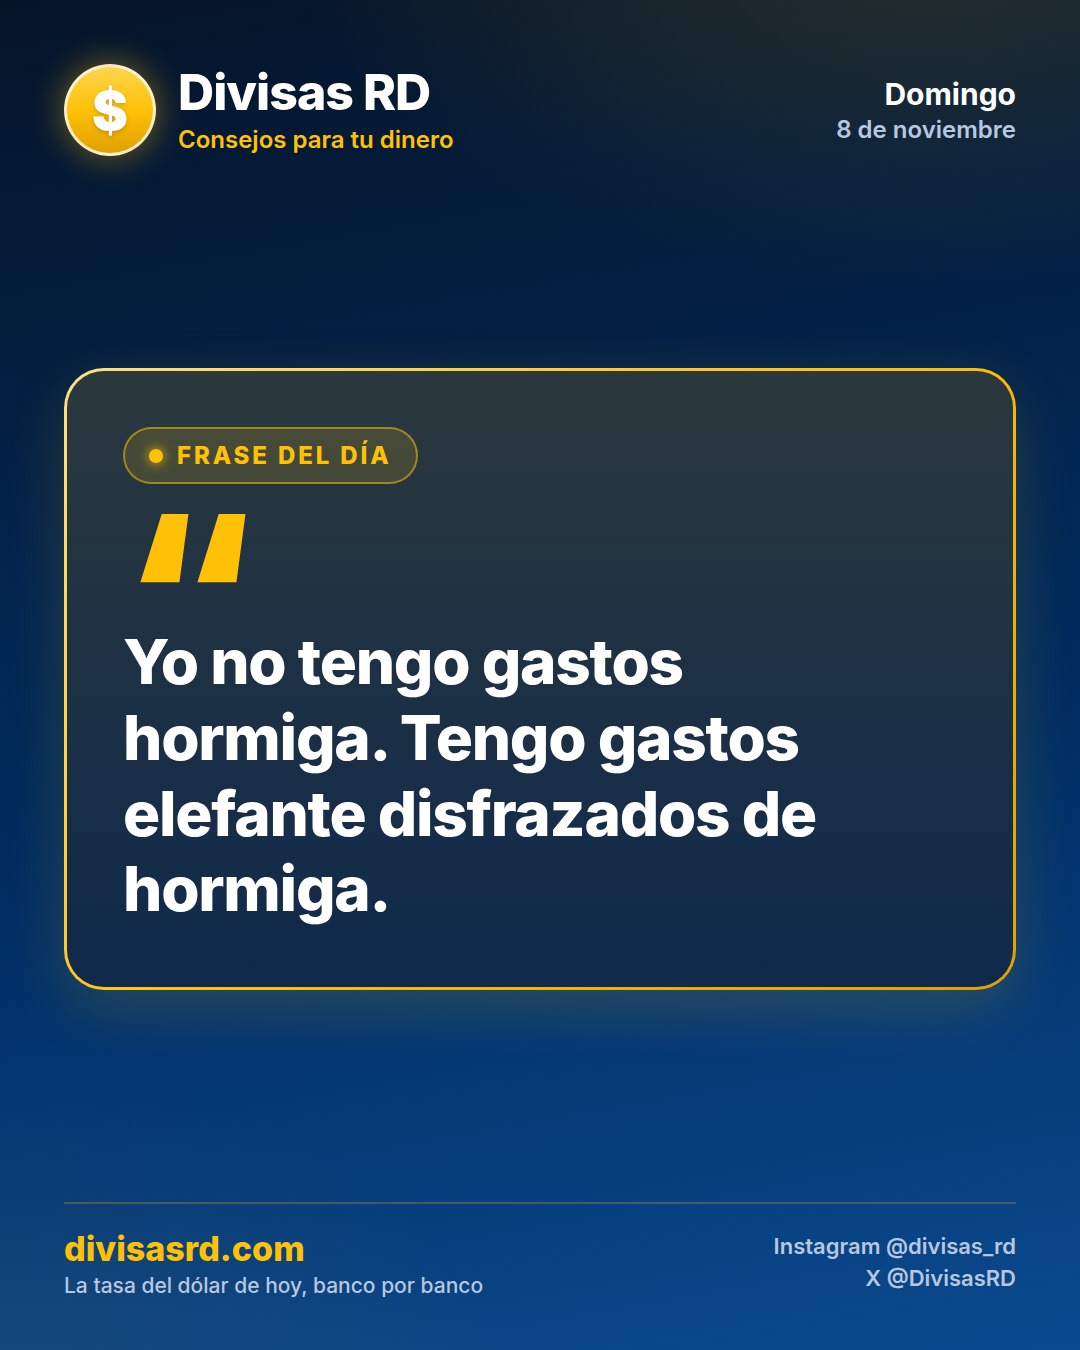 $
Divisas RD
Consejos para tu dinero
Domingo
8 de noviembre
FRASE DEL DÍA
"
Yo no tengo gastos
hormiga. Tengo gastos
elefante disfrazados de
hormiga.
divisasrd.com
La tasa del dólar de hoy, banco por banco
Instagram @divisas_rd
X @DivisasRD